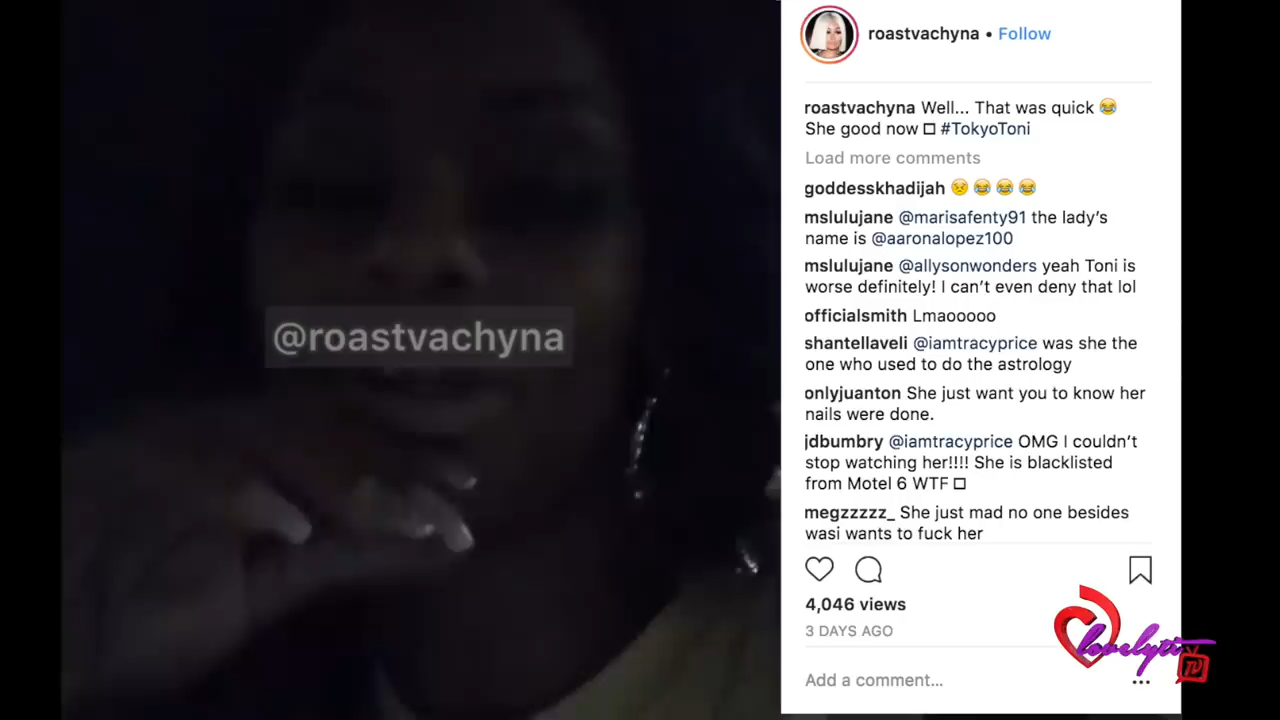 @roastvachyna
roastvachyna • Follow
roastvachyna Well... That was quick 😂
She good now □ #TokyoToni
Load more comments
goddesskhadijah 😣 😂 😂 😂
mslulujane @marisafenty91 the lady's
name is @aaronalopez100
mslulujane @allysonwonders yeah Toni is
worse definitely! I can't even deny that lol
officialsmith Lmaooooo
shantellaveli @iamtracyprice was she the
one who used to do the astrology
onlyjuanton She just want you to know her
nails were done.
jdbumbry @iamtracyprice OMG I couldn't
stop watching her!!!! She is blacklisted
from Motel 6 WTF □
megzzzzz_ She just mad no one besides
wasi wants to fuck her
4,046 views
3 DAYS AGO
lovelyti
TV
Add a comment...